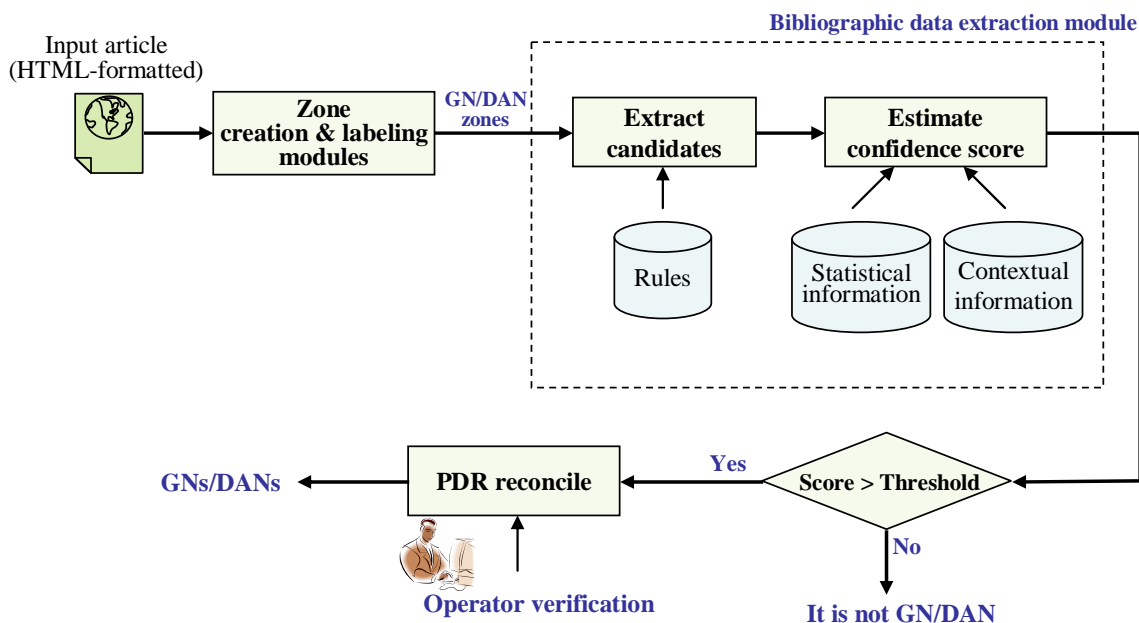 Bibliographic data extraction module
Input article
(HTML-formatted)
Zone
creation & labeling
modules
GN/DAN
zones
Extract
candidates
Estimate
confidence score
Rules
Statistical
information
Contextual
information
GNs/DANs
PDR reconcile
Yes
Score > Threshold
No
Operator verification
It is not GN/DAN